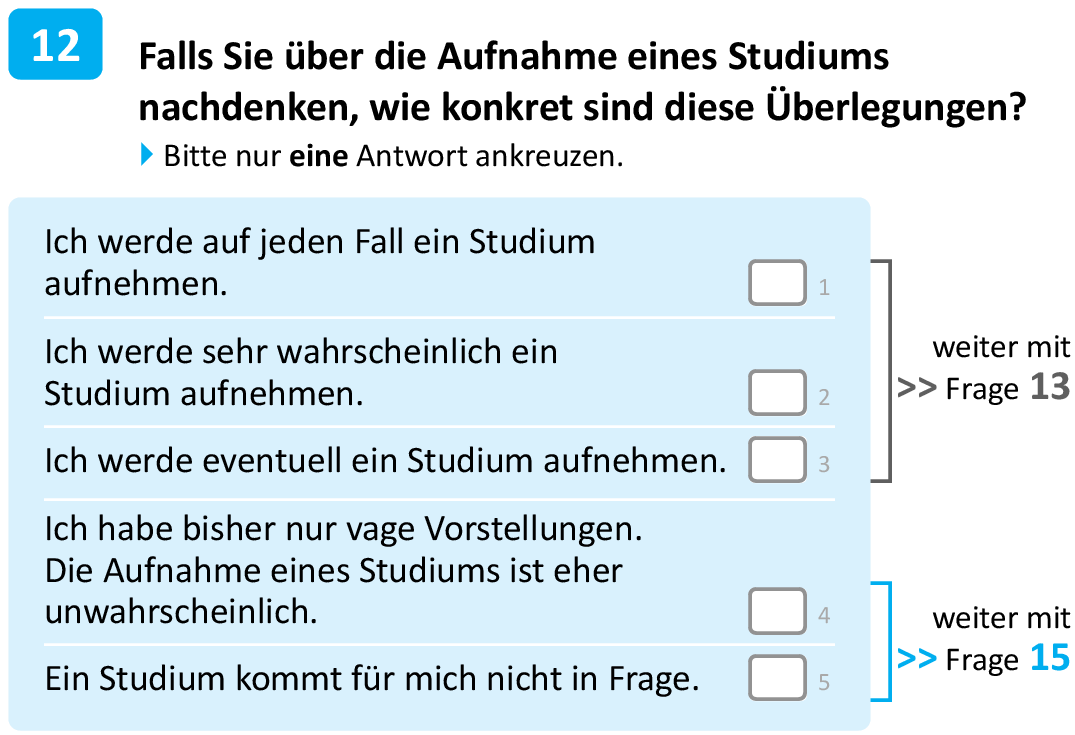 12
Falls Sie über die Aufnahme eines Studiums
nachdenken, wie konkret sind diese Überlegungen?
Bitte nur eine Antwort ankreuzen.
Ich werde auf jeden Fall ein Studium
aufnehmen.
1
Ich werde sehr wahrscheinlich ein
Studium aufnehmen.
2
Ich werde eventuell ein Studium aufnehmen.
3
weiter mit
>> Frage 13
Ich habe bisher nur vage Vorstellungen.
Die Aufnahme eines Studiums ist eher
unwahrscheinlich.
4
Ein Studium kommt für mich nicht in Frage.
5
weiter mit
>> Frage 15